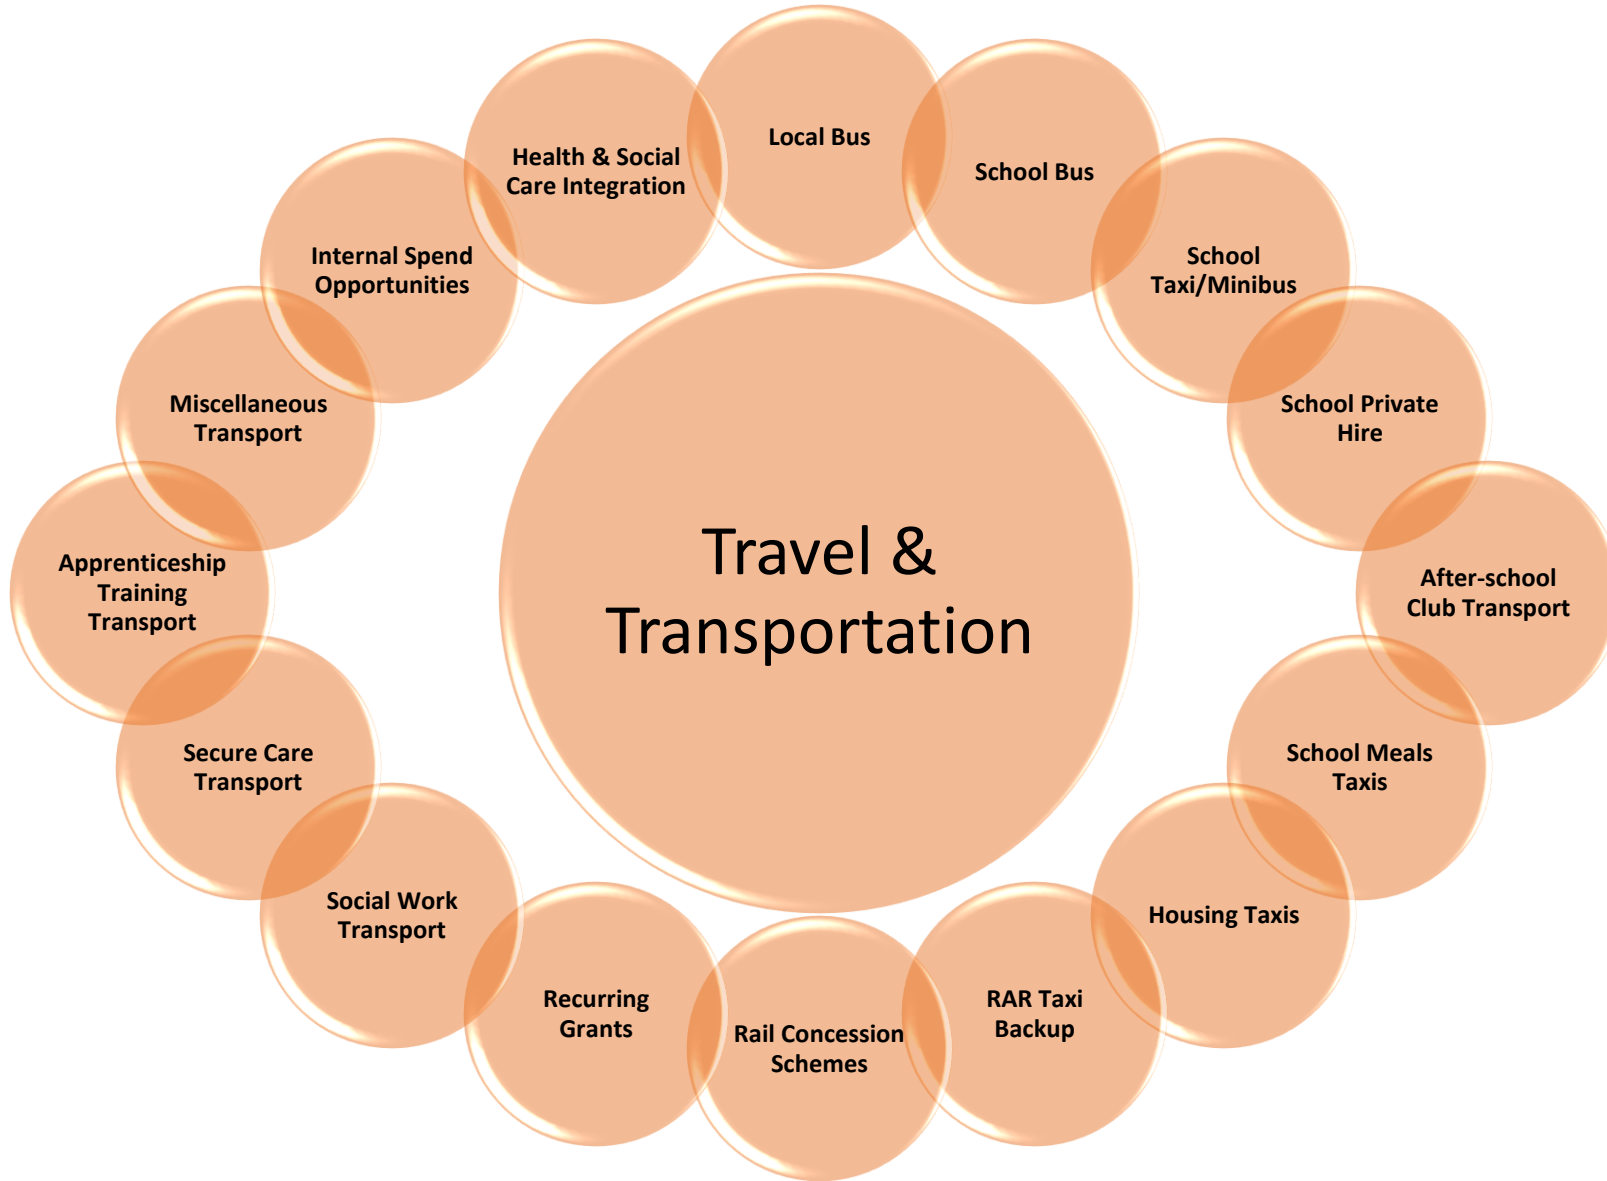 Local Bus
School Bus
School
Taxi/Minibus
School Private
Hire
After-school
Club Transport
School Meals
Taxis
Housing Taxis
RAR Taxi
Backup
Rail Concession
Schemes
Recurring
Grants
Social Work
Transport
Secure Care
Transport
Apprenticeship
Training
Transport
Miscellaneous
Transport
Internal Spend
Opportunities
Health & Social
Care Integration
Travel &
Transportation